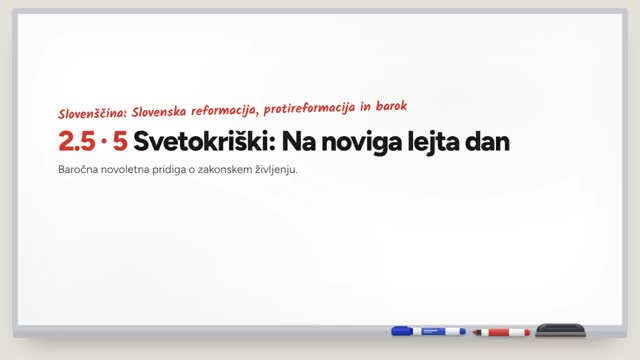 Slovenščina: Slovenska reformacija, protireformacija in barok
2.5 · 5 Svetokriški: Na noviga lejta dan
Baročna novoletna pridiga o zakonskem življenju.